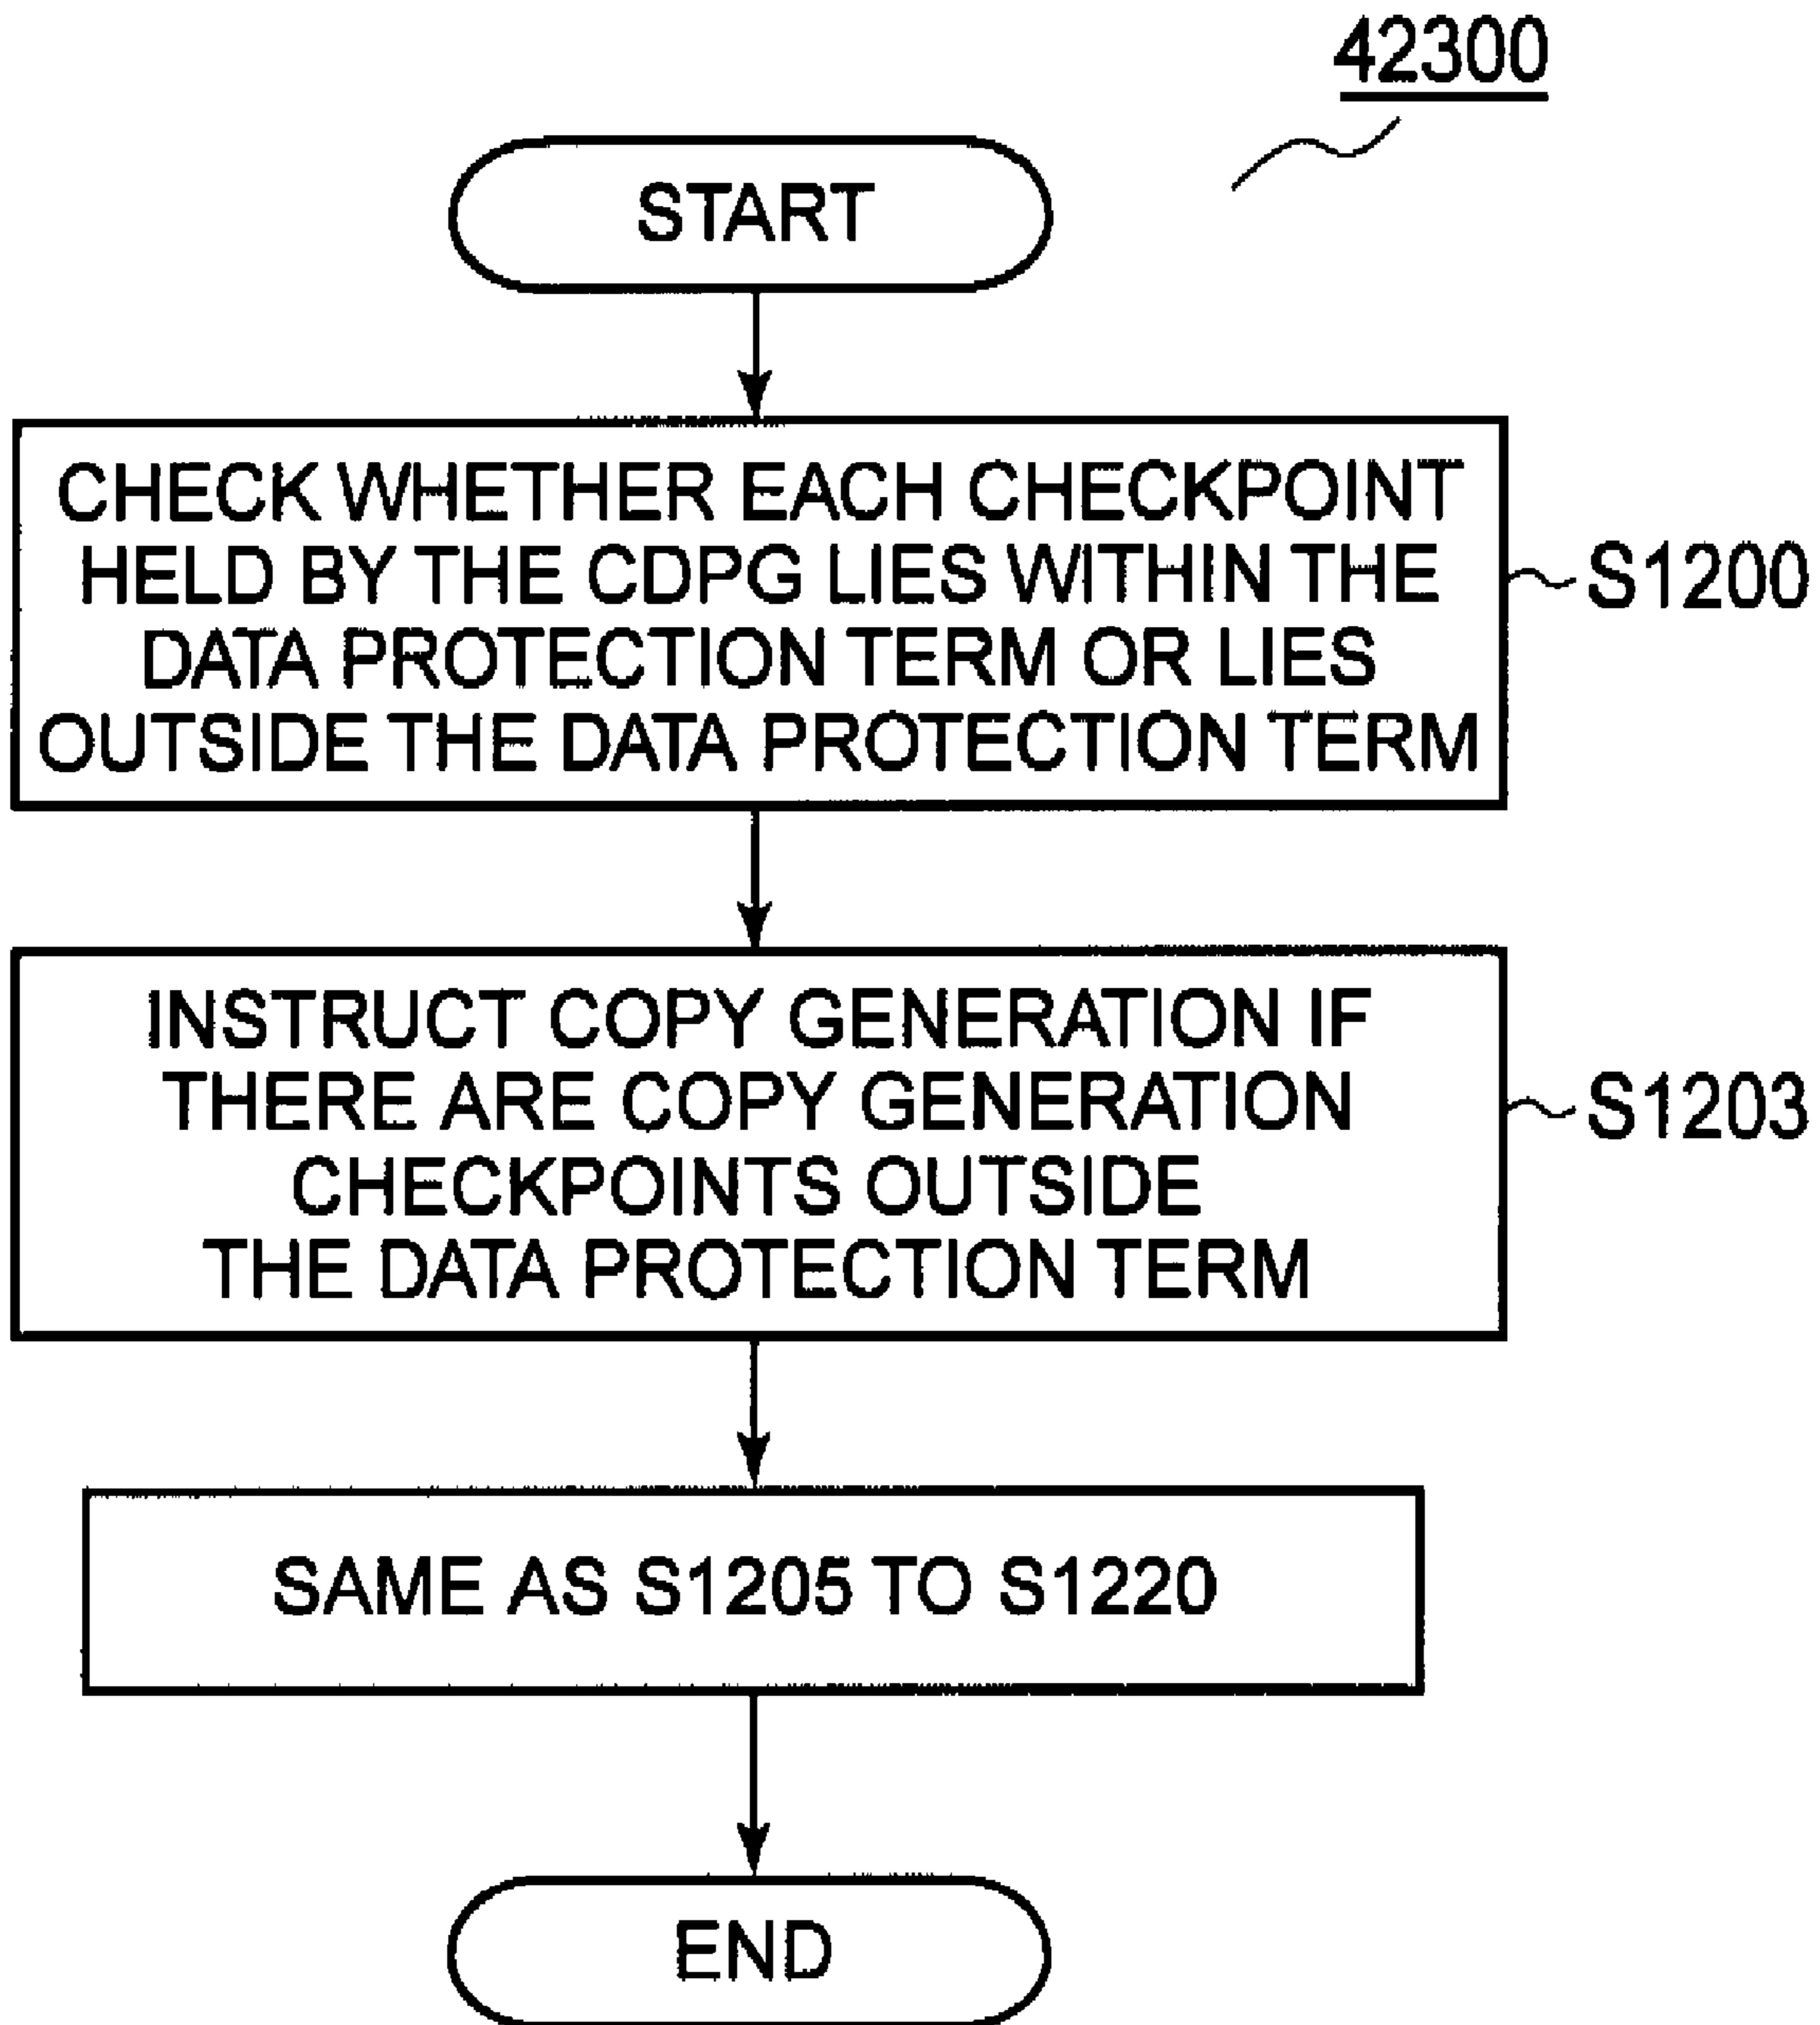 42300
START
CHECK WHETHER EACH CHECKPOINT
HELD BY THE CDPG LIES WITHIN THE
DATA PROTECTION TERM OR LIES
OUTSIDE THE DATA PROTECTION TERM
S1200
INSTRUCT COPY GENERATION IF
THERE ARE COPY GENERATION
CHECKPOINTS OUTSIDE
THE DATA PROTECTION TERM
S1203
SAME AS S1205 TO S1220
END